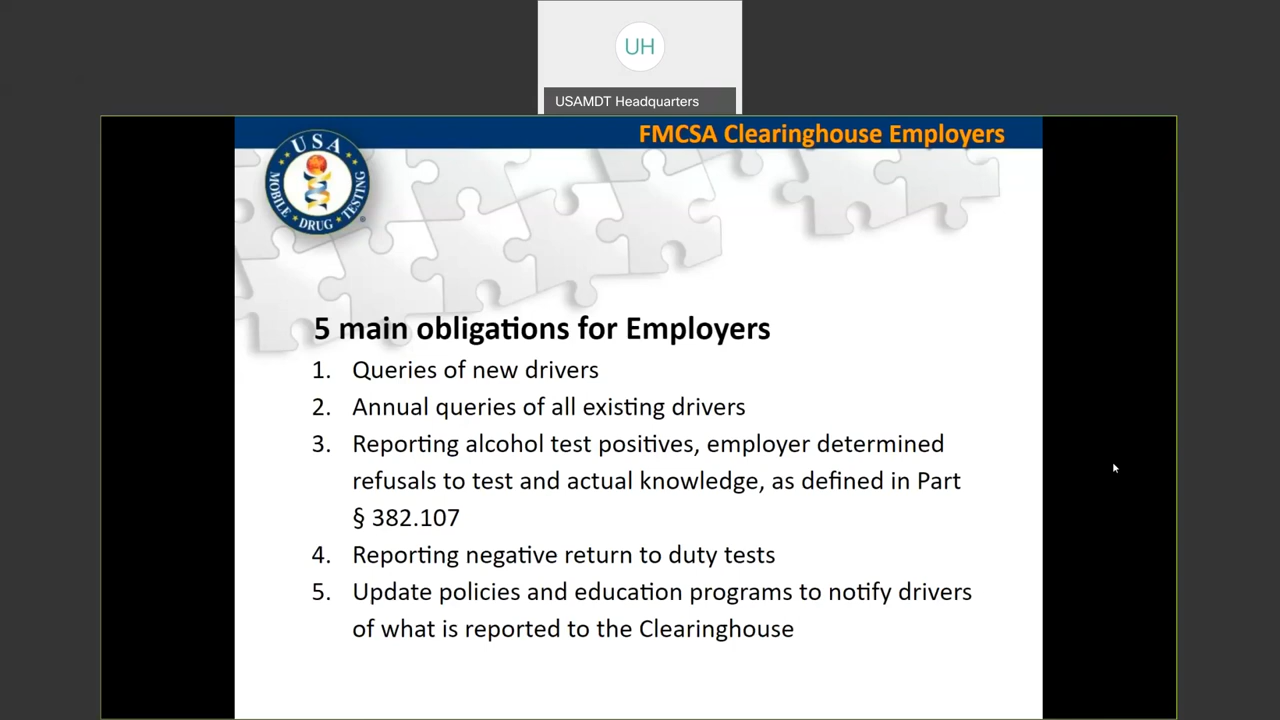 UH
USAMDT Headquarters
FMCSA Clearinghouse Employers
USA
MOBILE DRUG TESTING
5 main obligations for Employers
1. Queries of new drivers
2. Annual queries of all existing drivers
3. Reporting alcohol test positives, employer determined
refusals to test and actual knowledge, as defined in Part
§ 382.107
4. Reporting negative return to duty tests
5. Update policies and education programs to notify drivers
of what is reported to the Clearinghouse